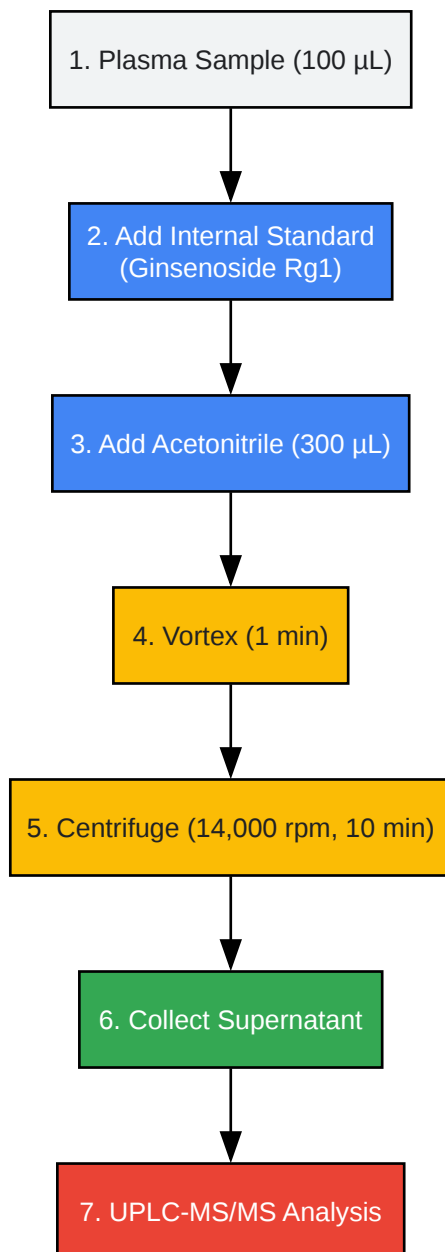 1. Plasma Sample (100 µL)
2. Add Internal Standard
(Ginsenoside Rg1)
3. Add Acetonitrile (300 µL)
4. Vortex (1 min)
5. Centrifuge (14,000 rpm, 10 min)
6. Collect Supernatant
7. UPLC-MS/MS Analysis